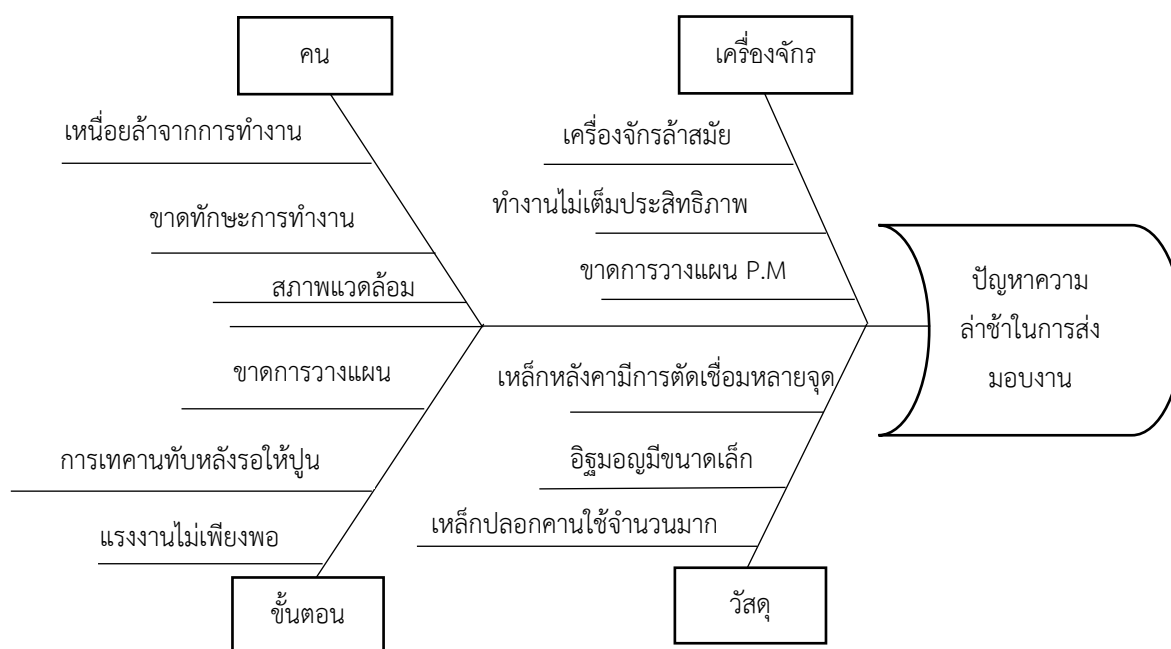 คน
เครื่องจักร
เหนื่อยล้าจากการทำงาน
ขาดทักษะการทำงาน
สภาพแวดล้อม
เครื่องจักรล้าสมัย
ทำงานไม่เต็มประสิทธิภาพ
ขาดการวางแผน P.M
ปัญหาความ
ล่าช้าในการส่ง
มอบงาน
ขาดการวางแผน
การเทคานทับหลังรอให้ปูน
แรงงานไม่เพียงพอ
เหล็กหลังคามีการตัดเชื่อมหลายจุด
อิฐมอญมีขนาดเล็ก
เหล็กปลอกคานใช้จำนวนมาก
ขั้นตอน
วัสดุ